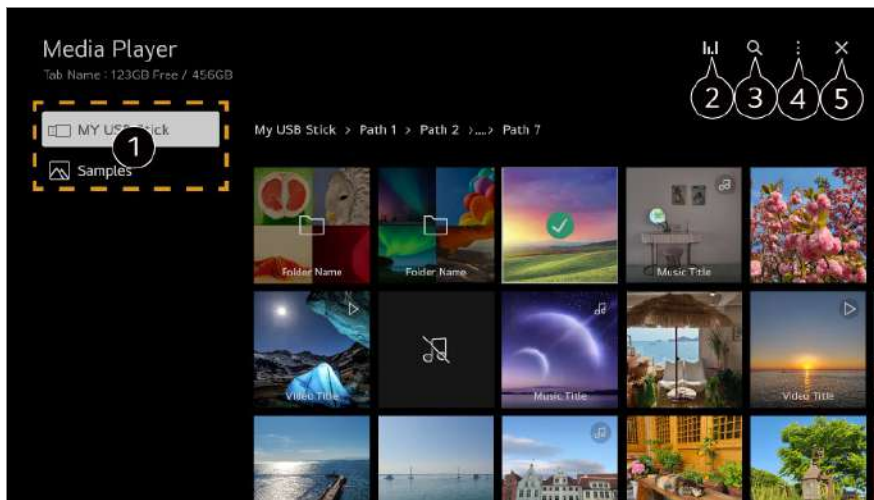 Media Player
Tab Name : 123GB Free / 456GB
2
3
4
5
MY USB Stick
1
Samples
My USB Stick > Path 1 > Path 2 >....> Path 7
Folder Name
Folder Name
Music Title
Video Title
Music Title
Video Title